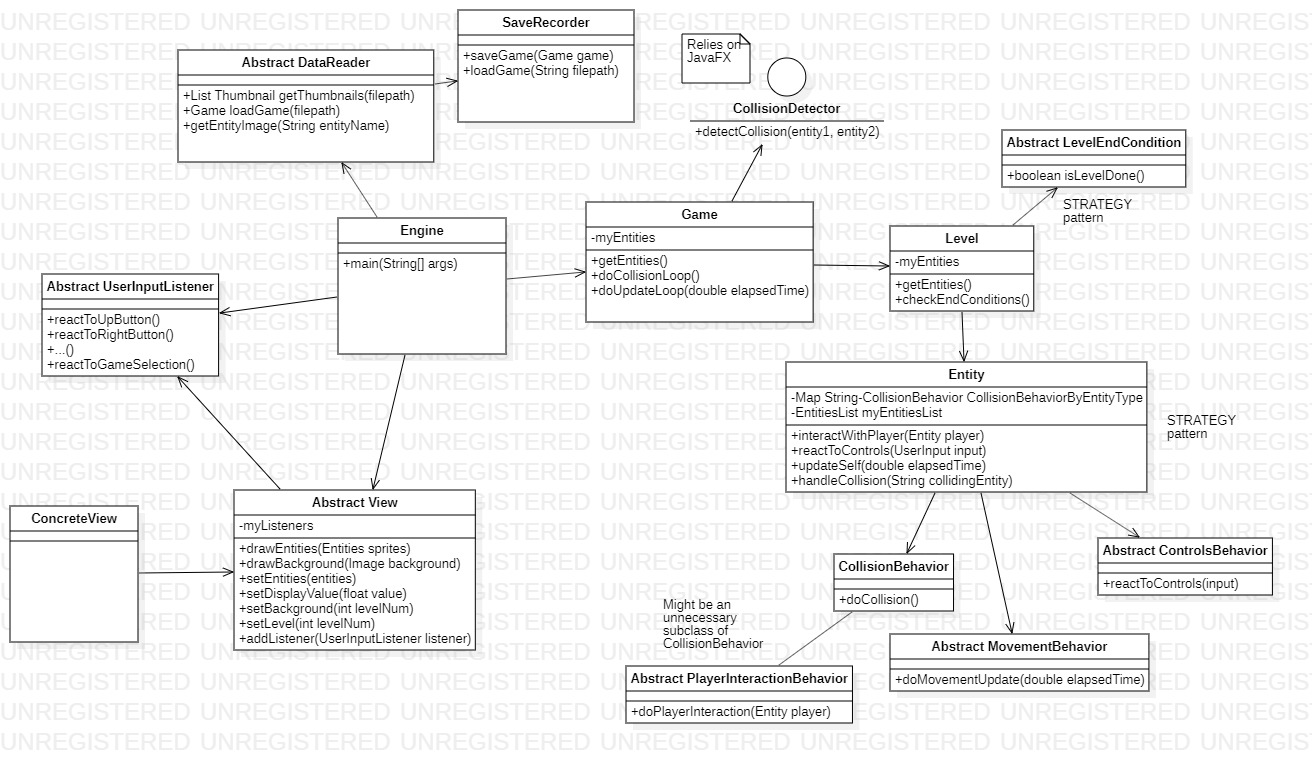 SaveRecorder
+saveGame(Game game)
+loadGame(String filepath)
Abstract DataReader
+List Thumbnail getThumbnails(filepath)
+Game loadGame(filepath)
+getEntityImage(String entityName)
Relies on
JavaFX
CollisionDetector
+detectCollision(entity1, entity2)
Abstract LevelEndCondition
+boolean isLevelDone()
STRATEGY
pattern
Engine
+main(String[] args)
Game
-myEntities
+getEntities()
+doCollisionLoop()
+doUpdateLoop(double elapsedTime)
Level
-myEntities
+getEntities()
+checkEndConditions()
Abstract UserInputListener
+reactToUpButton()
+reactToRightButton()
+...()
+reactToGameSelection()
Entity
-Map String-CollisionBehavior CollisionBehaviorByEntityType
-EntitiesList myEntitiesList
+interactWithPlayer(Entity player)
+reactToControls(UserInput input)
+updateSelf(double elapsedTime)
+handleCollision(String collidingEntity)
STRATEGY
pattern
ConcreteView
Abstract View
-myListeners
+drawEntities(Entities sprites)
+drawBackground(Image background)
+setEntities(entities)
+setDisplayValue(float value)
+setBackground(int levelNum)
+setLevel(int levelNum)
+addListener(UserInputListener listener)
CollisionBehavior
+doCollision()
Abstract ControlsBehavior
+reactToControls(input)
Might be an
unnecessary
subclass of
CollisionBehavior
Abstract MovementBehavior
+doMovementUpdate(double elapsedTime)
Abstract PlayerInteractionBehavior
+doPlayerInteraction(Entity player)
UNREGISTERED